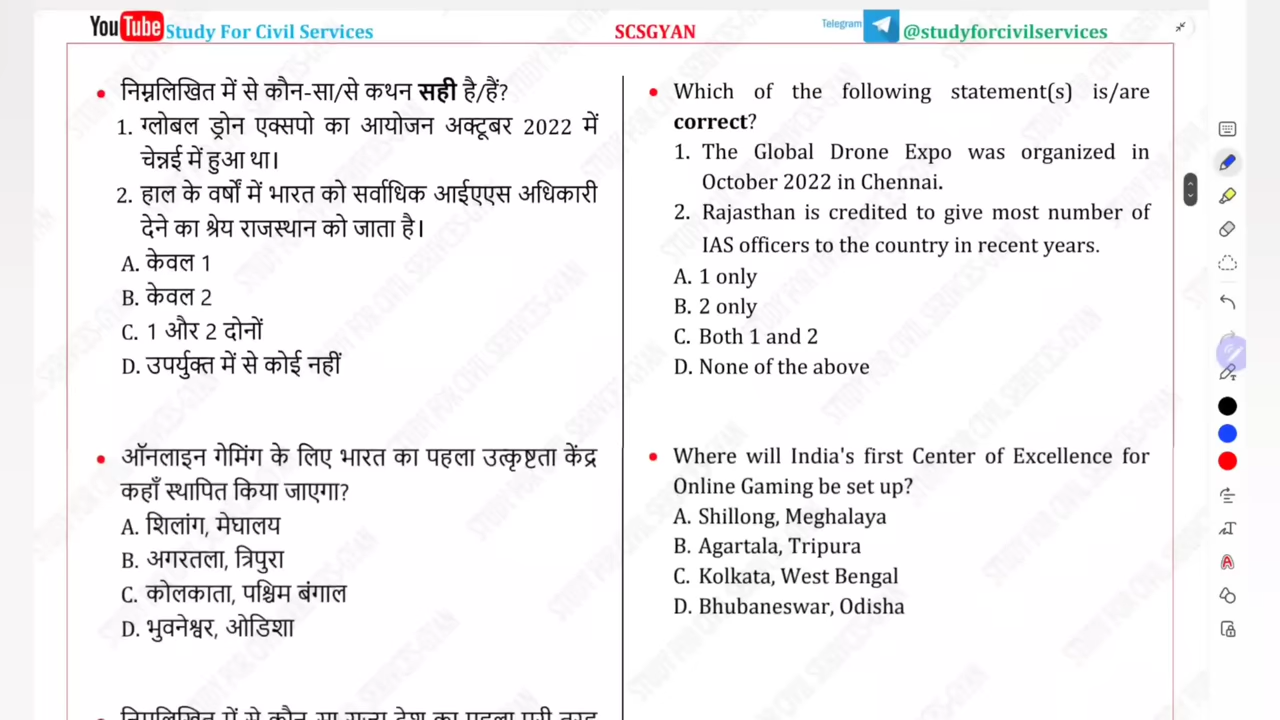 YouTube Study For Civil Services
SCSGYAN
Telegram
@studyforcivilservices
• निम्नलिखित में से कौन-सा/से कथन सही है/हैं?
1. ग्लोबल ड्रोन एक्सपो का आयोजन अक्टूबर 2022 में
चेन्नई में हुआ था।
2. हाल के वर्षों में भारत को सर्वाधिक आईएएस अधिकारी
देने का श्रेय राजस्थान को जाता है।
A. केवल 1
B. केवल 2
C. 1 और 2 दोनों
D. उपर्युक्त में से कोई नहीं
• ऑनलाइन गेमिंग के लिए भारत का पहला उत्कृष्टता केंद्र
कहाँ स्थापित किया जाएगा?
A. शिलांग, मेघालय
B. अगरतला, त्रिपुरा
C. कोलकाता, पश्चिम बंगाल
D. भुवनेश्वर, ओडिशा
निम्नलिखित में से कौन सा राज्य देश का पहला पूरी तरह
• Which of the following statement(s) is/are
correct?
1. The Global Drone Expo was organized in
October 2022 in Chennai.
2. Rajasthan is credited to give most number of
IAS officers to the country in recent years.
A. 1 only
B. 2 only
C. Both 1 and 2
D. None of the above
• Where will India's first Center of Excellence for
Online Gaming be set up?
A. Shillong, Meghalaya
B. Agartala, Tripura
C. Kolkata, West Bengal
D. Bhubaneswar, Odisha